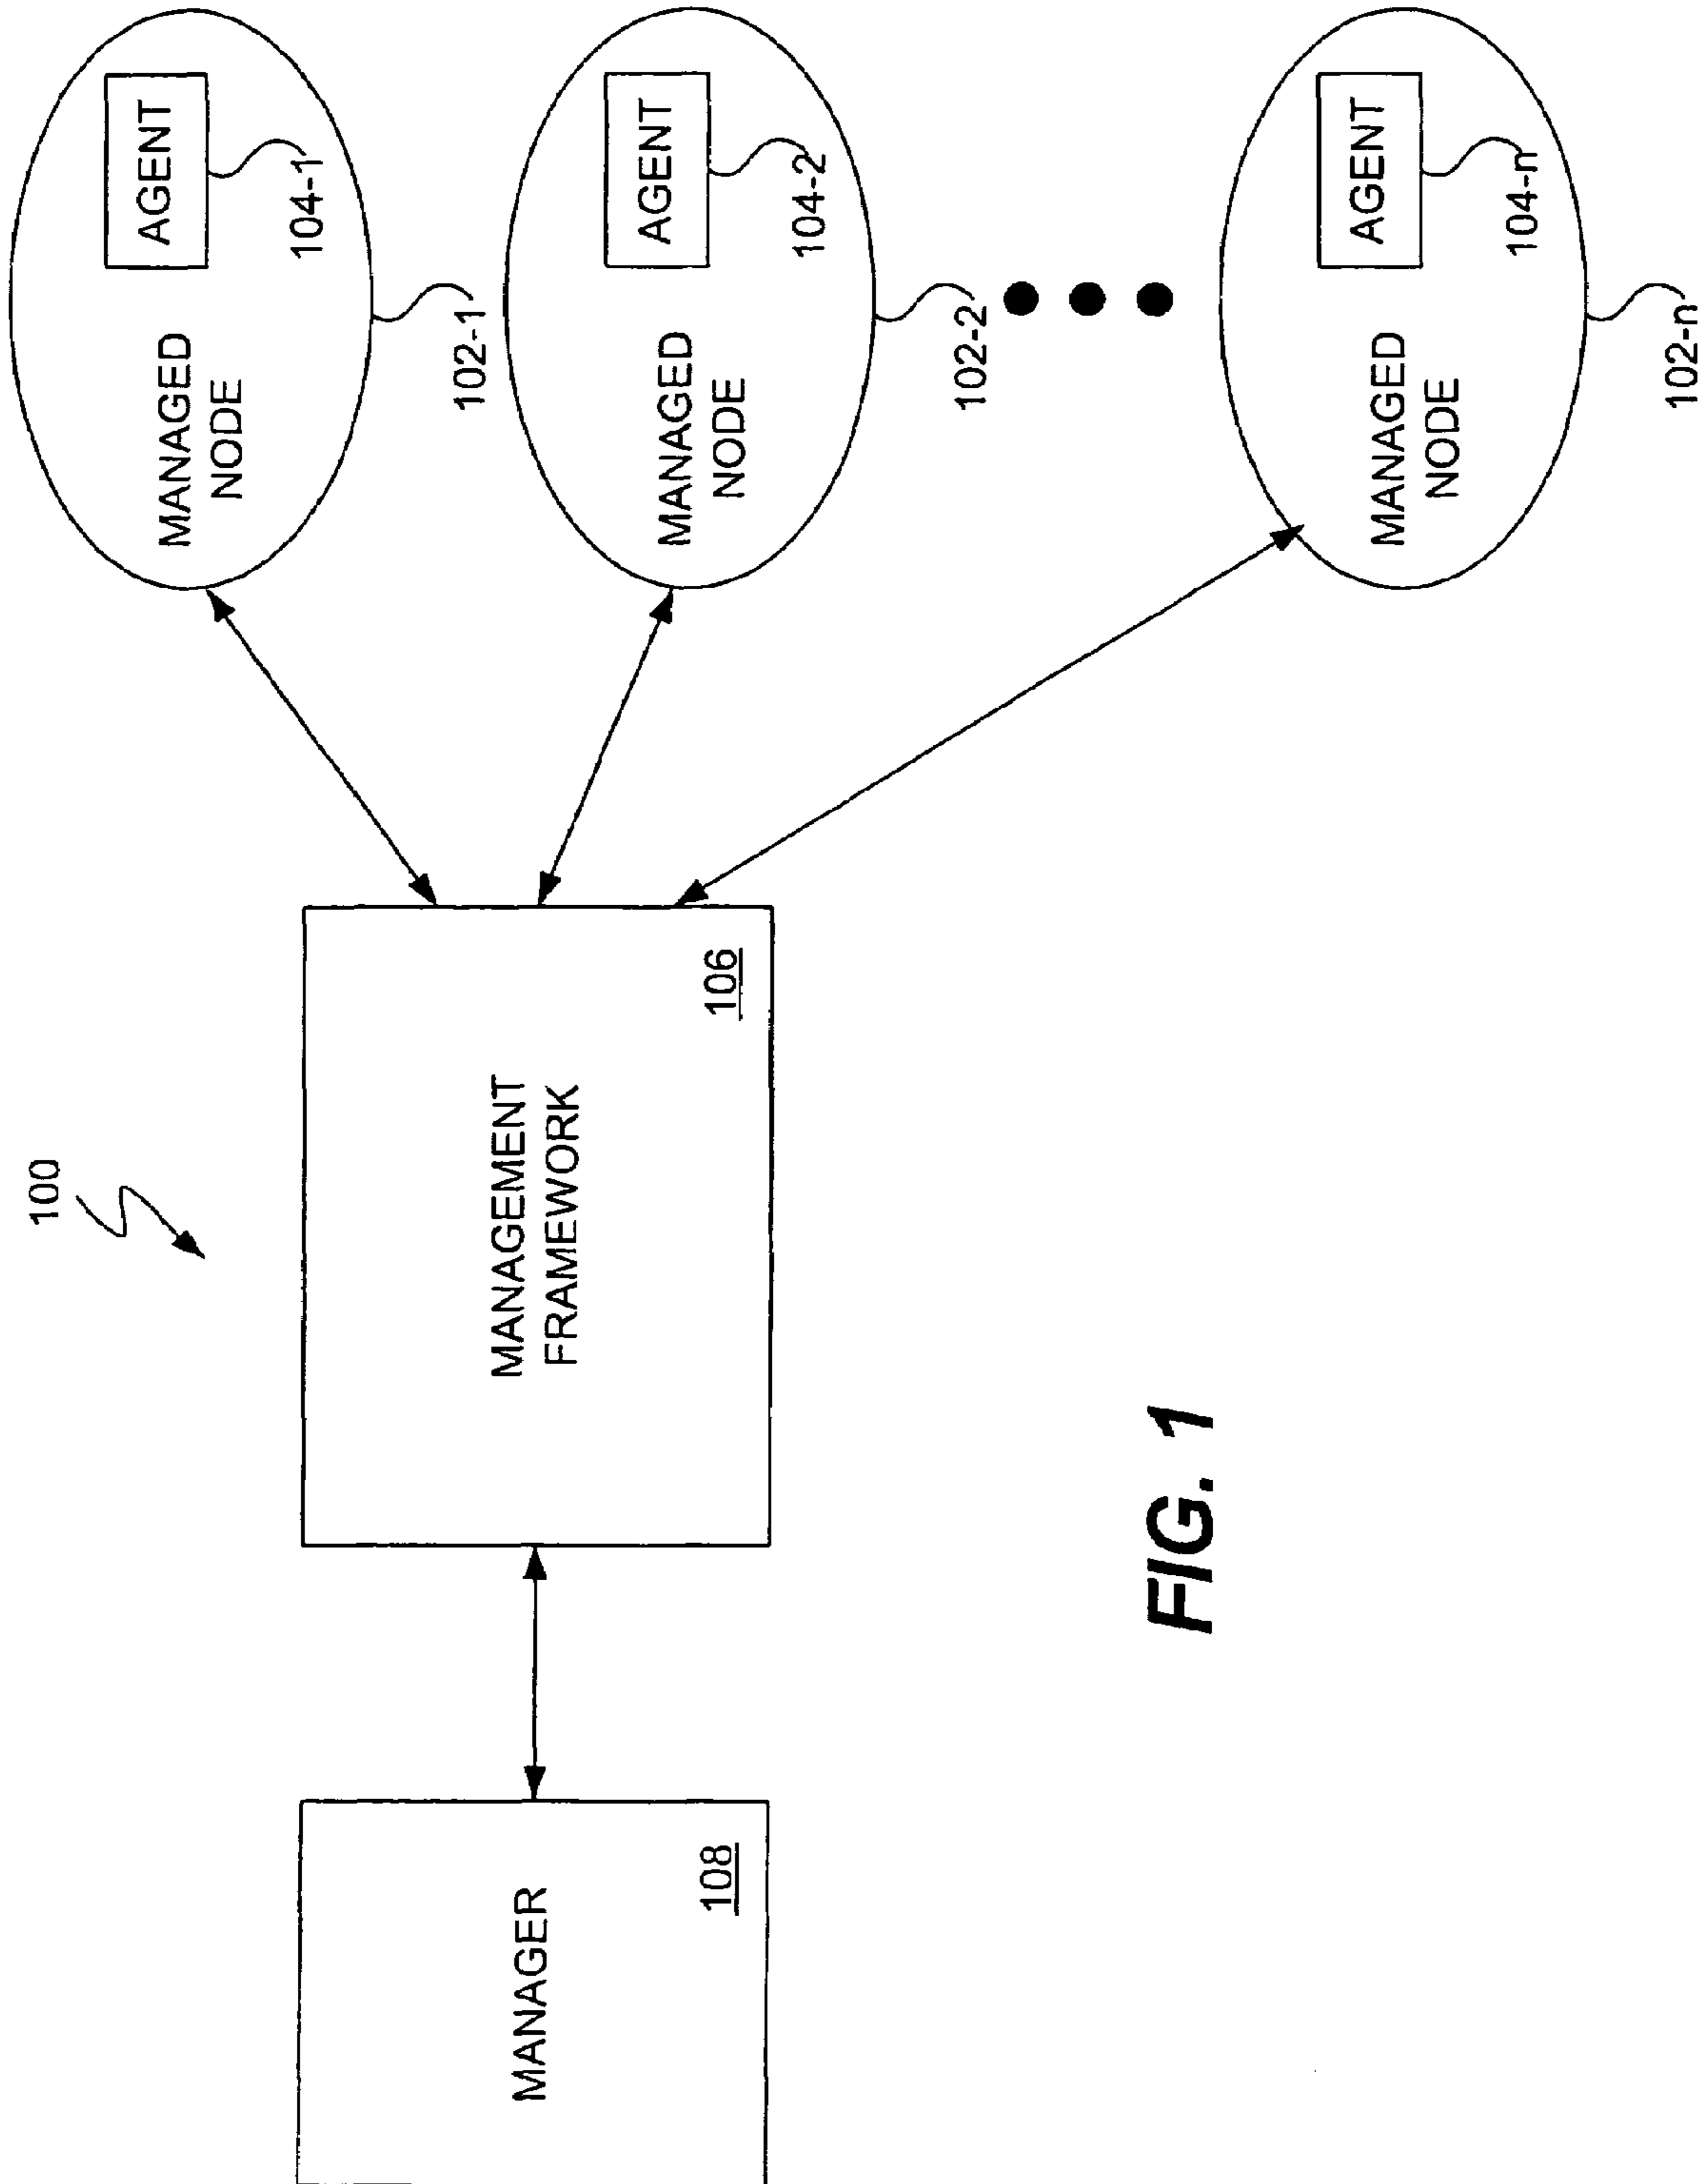 100
MANAGER
108
MANAGEMENT
FRAMEWORK
106
MANAGED
NODE
AGENT
104-1
102-1
MANAGED
NODE
AGENT
104-2
102-2
MANAGED
NODE
AGENT
104-n
102-n
FIG. 1